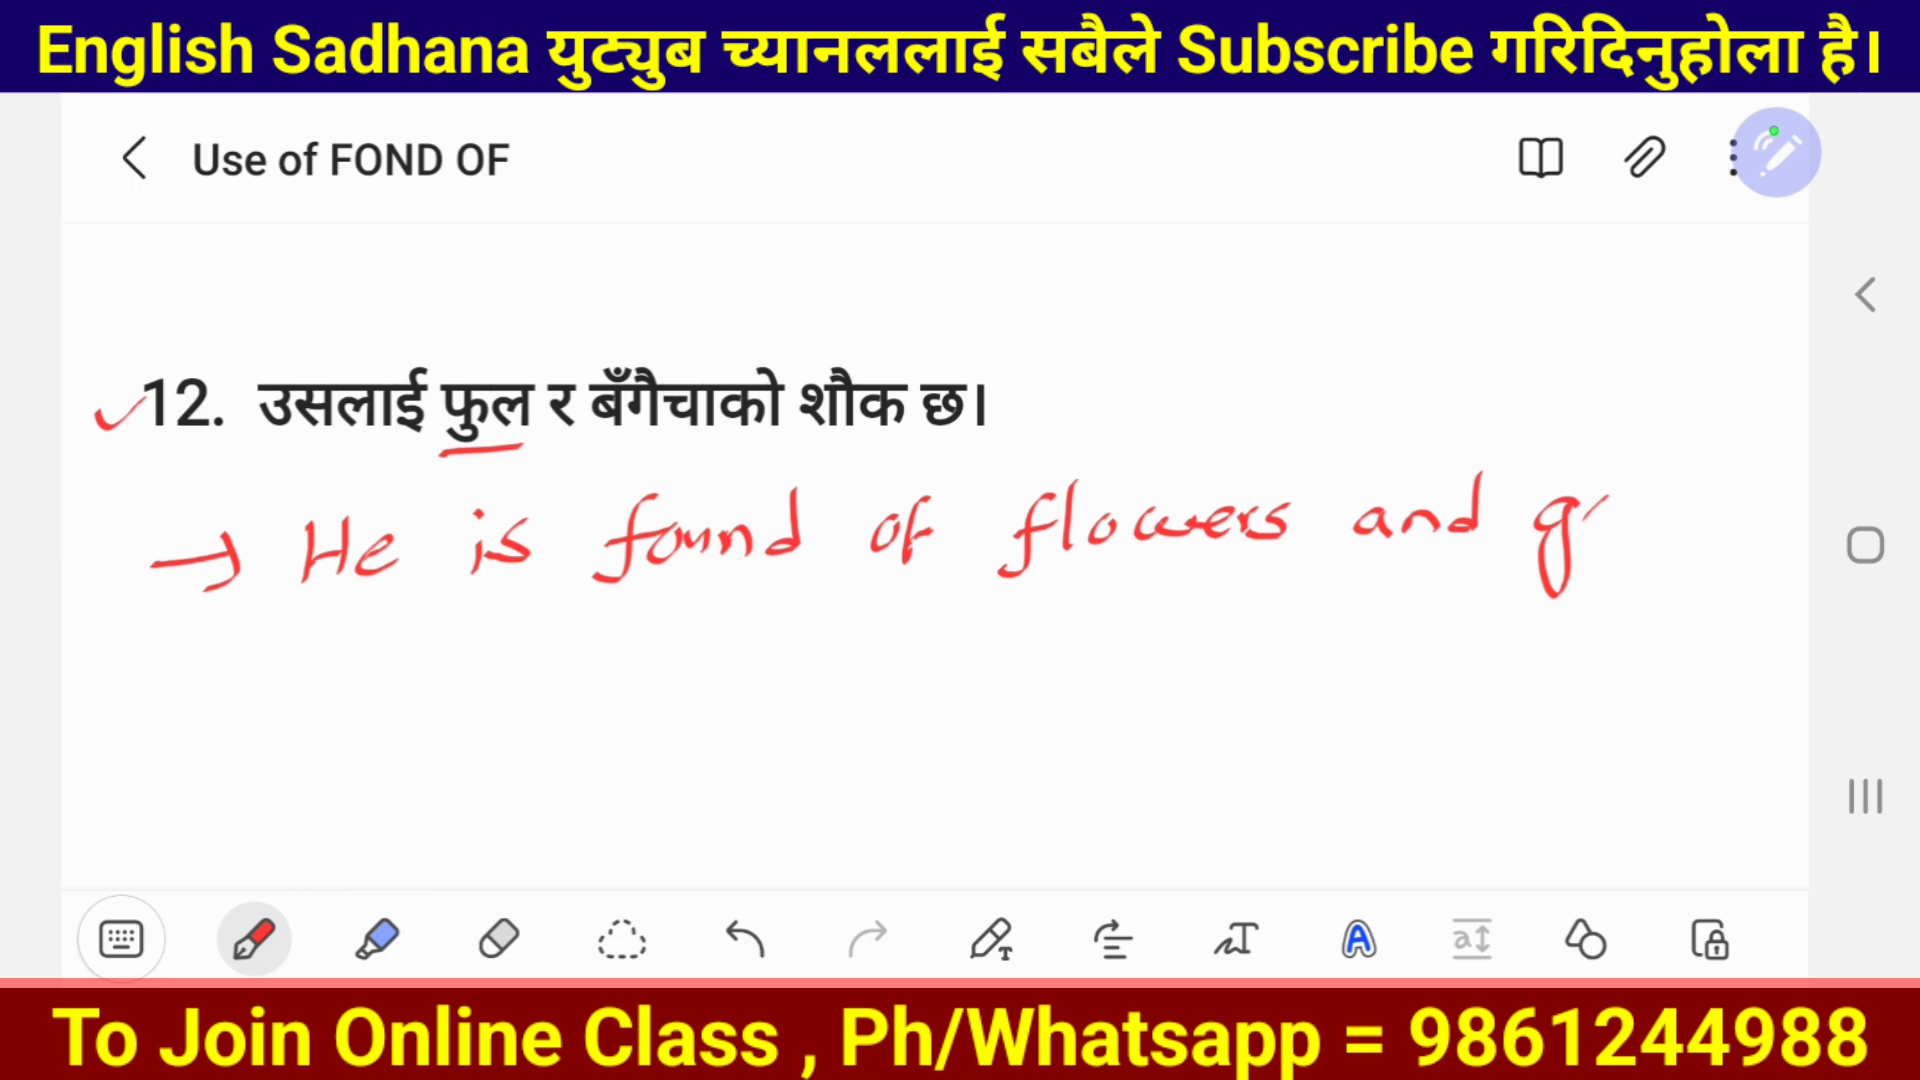 English Sadhana युट्युब च्यानललाई सबैले Subscribe गरिदिनुहोला है।
Use of FOND OF
12. उसलाई फुल र बँगैचाको शौक छ।
→ He is found of flowers and g
To Join Online Class , Ph/Whatsapp = 9861244988